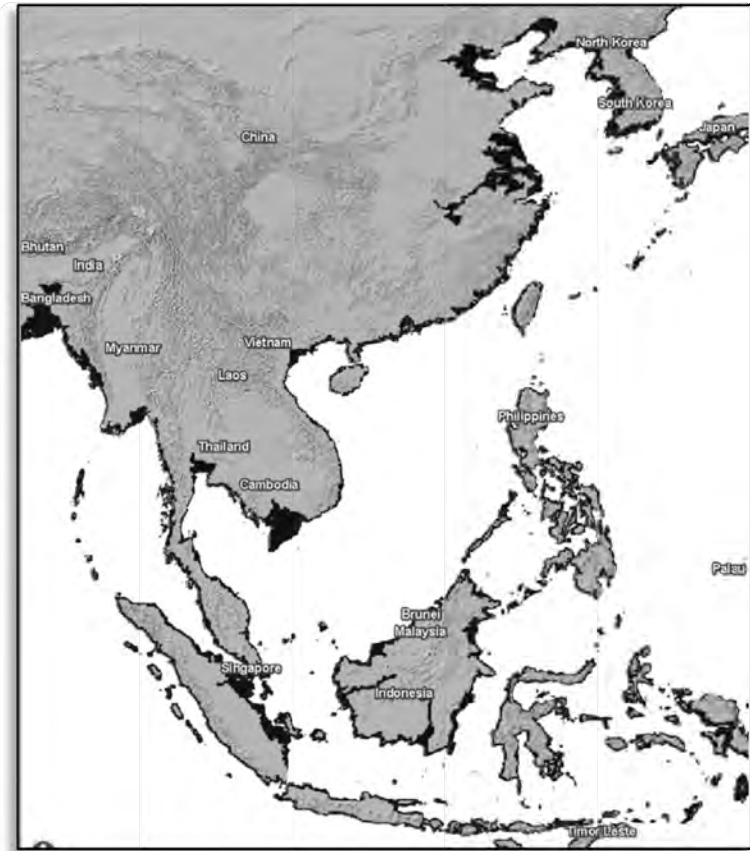 North Korea
South Korea
Japan
China
Bhutan
India
Bangladesh
Myanmar
Vietnam
Laos
Philippines
Thailand
Cambodia
Palau
Brunei
Malaysia
Singapore
Indonesia
Timor Leste